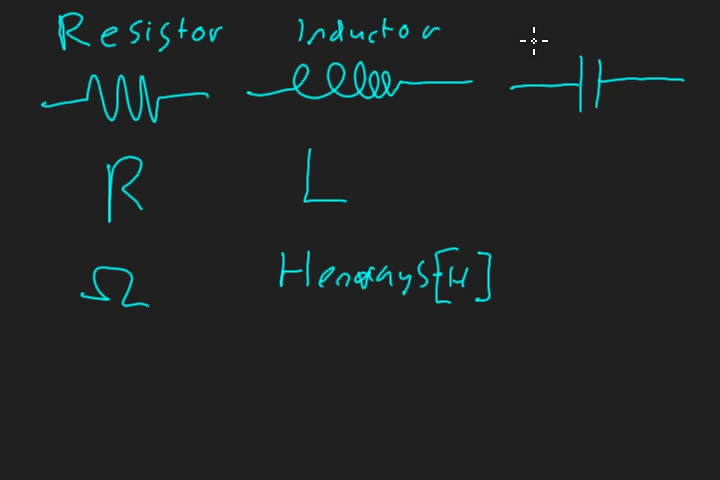 Resistor Inductor
R L
Ω Henrays[H]